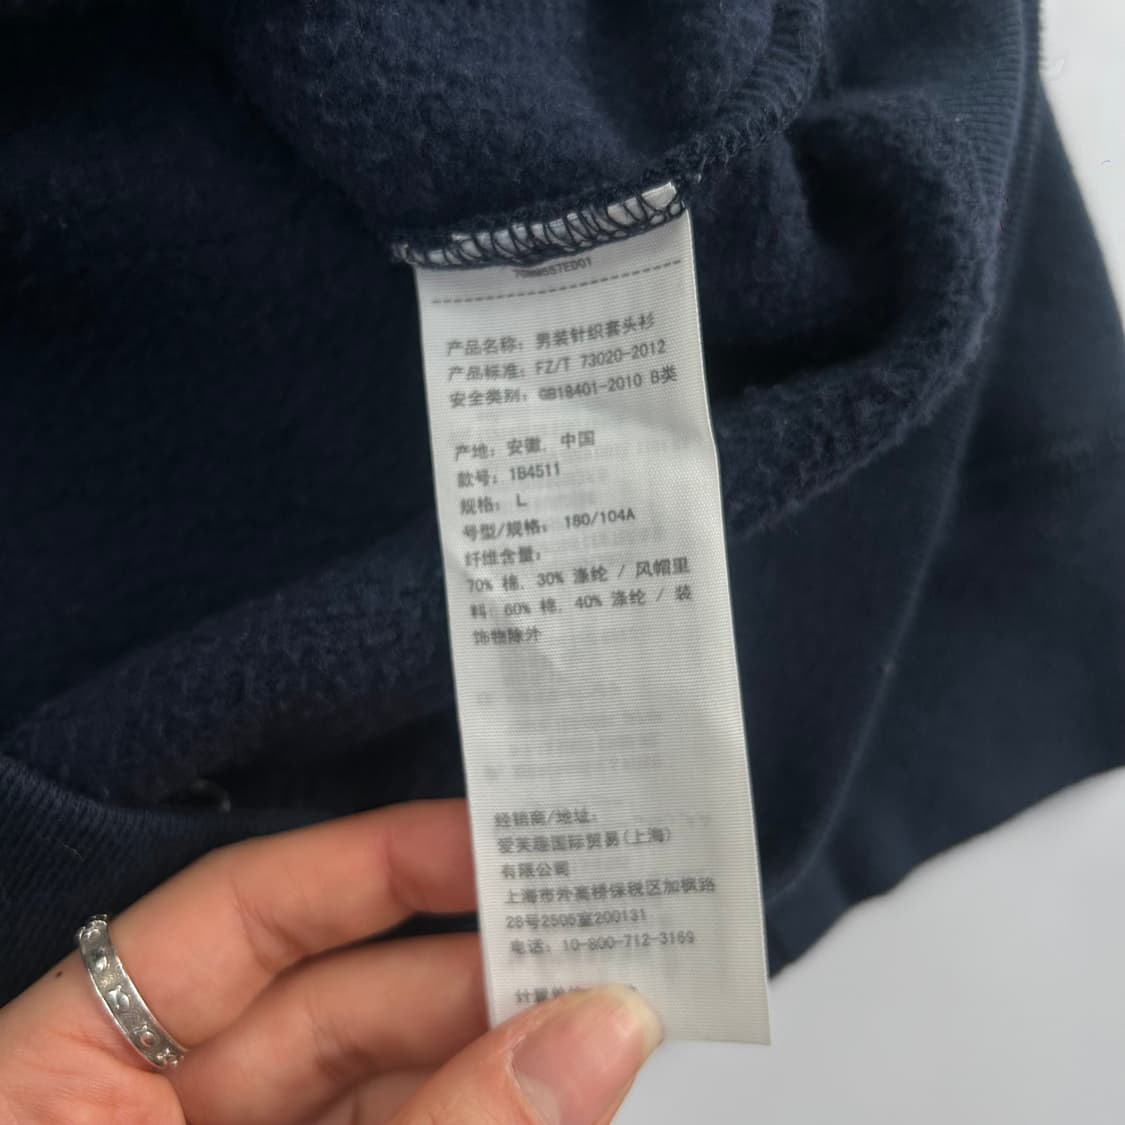 产品名称: 男装针织套头衫
产品标准: FZ/T 73020-2012
安全类别: GB18401-2010 B类
产地: 安徽, 中国
款号: 1B4511
规格: L
号型/规格: 180/104A
纤维含量:
70% 棉, 30% 涤纶 / 风帽里
料: 60% 棉, 40% 涤纶 / 装
饰物除外
经销商/地址:
爱芙趣国际贸易(上海)
有限公司
上海市外高桥保税区加枫路
26号2505室200131
电话: 10-800-712-3169
计量单位